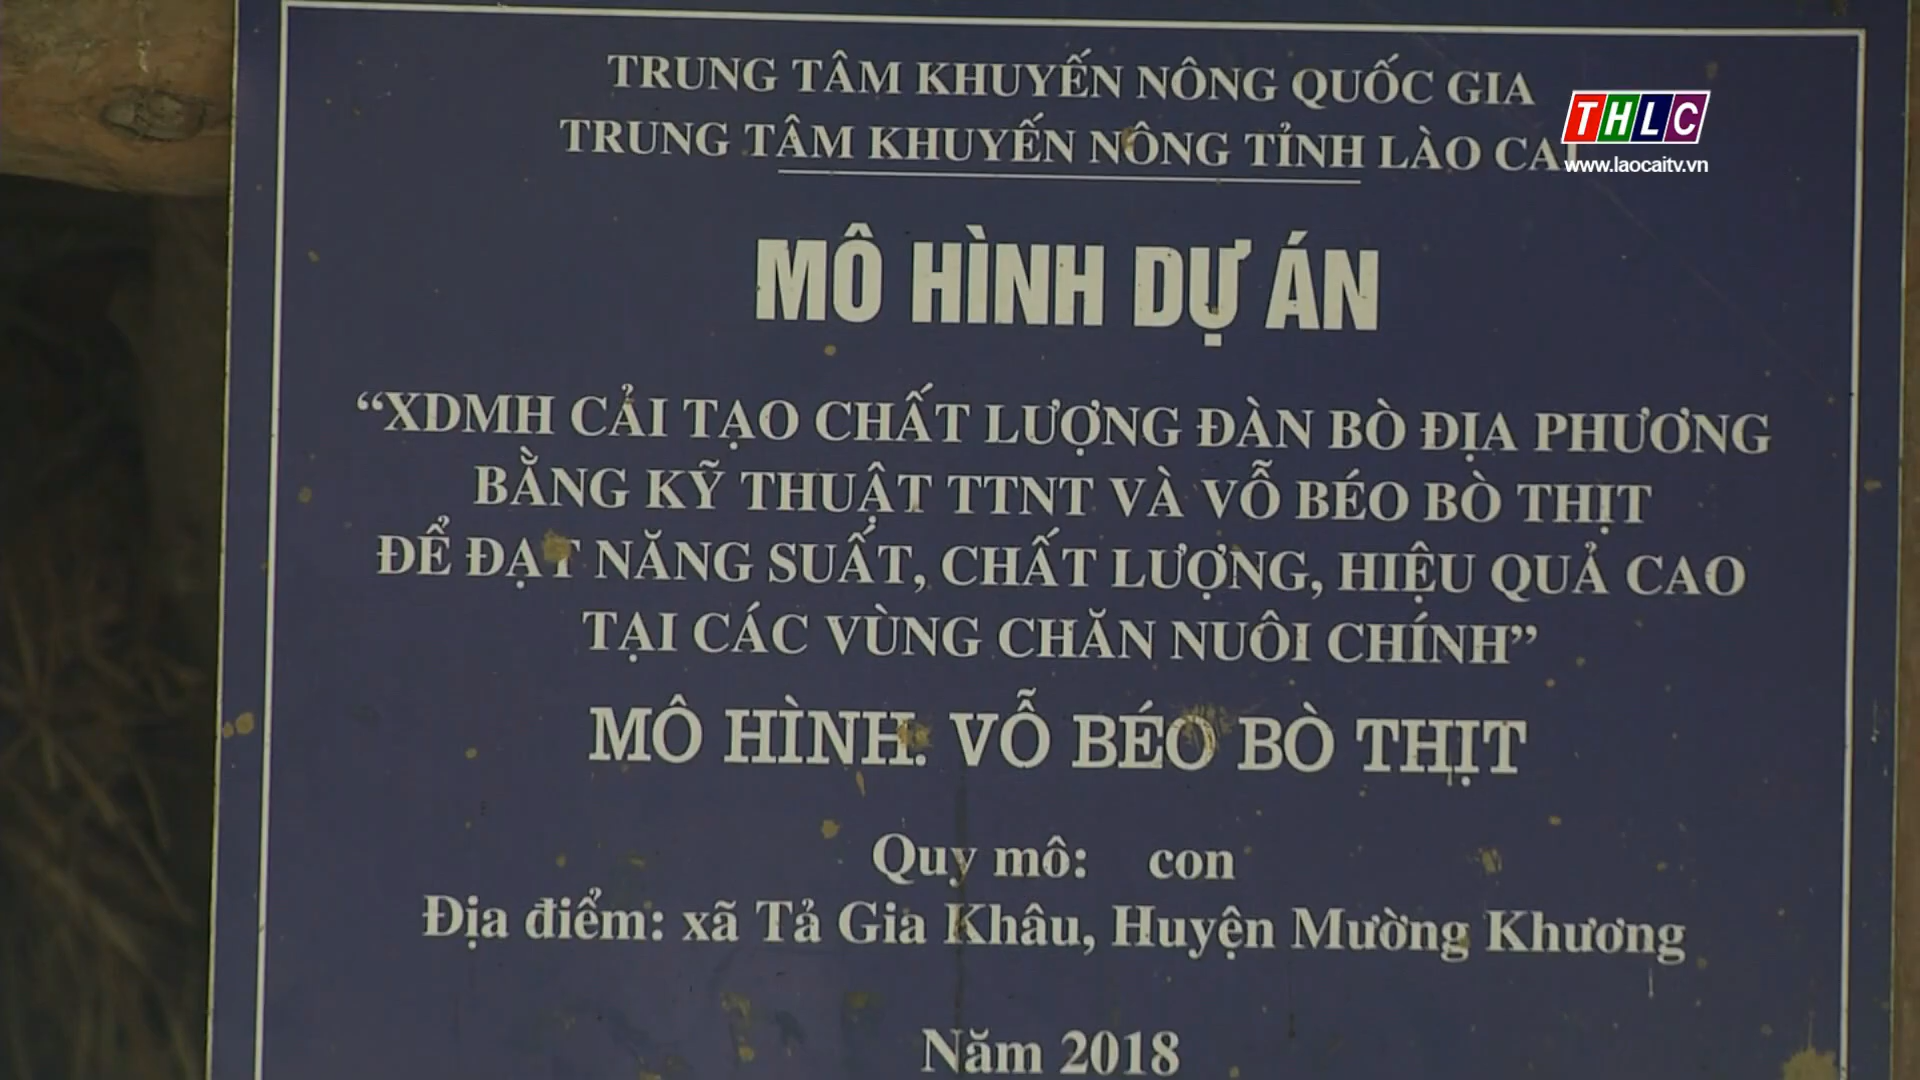 TRUNG TÂM KHUYẾN NÔNG QUỐC GIA
TRUNG TÂM KHUYẾN NÔNG TỈNH LÀO CAI
THLC
www.laocaitv.vn
MÔ HÌNH DỰ ÁN
“XDMH CẢI TẠO CHẤT LƯỢNG ĐÀN BÒ ĐỊA PHƯƠNG
BẰNG KỸ THUẬT TTNT VÀ VỖ BÉO BÒ THỊT
ĐỂ ĐẠT NĂNG SUẤT, CHẤT LƯỢNG, HIỆU QUẢ CAO
TẠI CÁC VÙNG CHĂN NUÔI CHÍNH”
MÔ HÌNH: VỖ BÉO BÒ THỊT
Quy mô: con
Địa điểm: xã Tả Gia Khâu, Huyện Mường Khương
Năm 2018